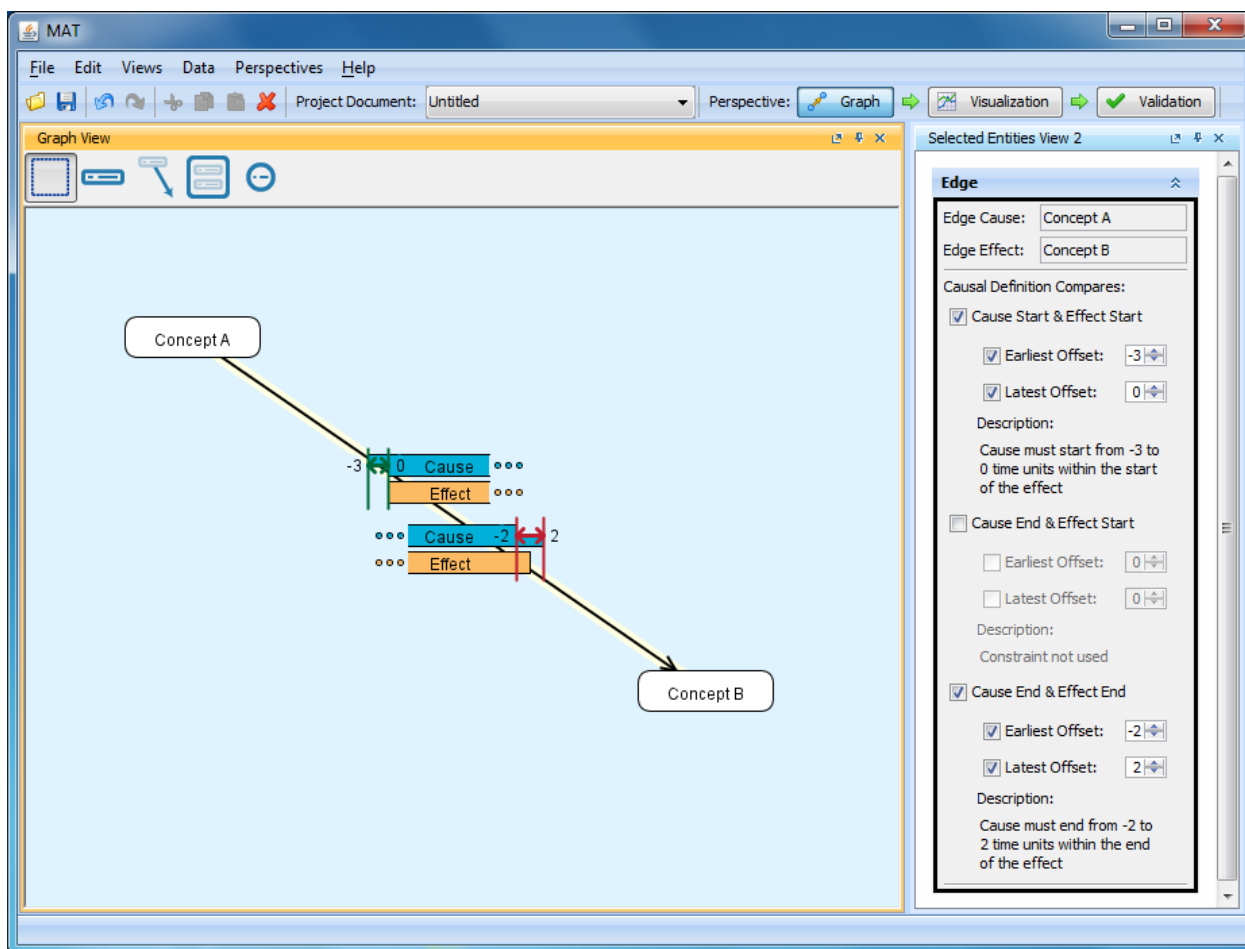 MAT
File Edit Views Data Perspectives Help
Project Document: Untitled Perspective: Graph Visualization Validation
Graph View
Concept A
-3 0 Cause
Effect
Cause -2 2
Effect
Concept B
Selected Entities View 2
Edge
Edge Cause: Concept A
Edge Effect: Concept B
Causal Definition Compares:
Cause Start & Effect Start
Earliest Offset: -3
Latest Offset: 0
Description:
Cause must start from -3 to
0 time units within the start
of the effect
Cause End & Effect Start
Earliest Offset: 0
Latest Offset: 0
Description:
Constraint not used
Cause End & Effect End
Earliest Offset: -2
Latest Offset: 2
Description:
Cause must end from -2 to
2 time units within the end
of the effect